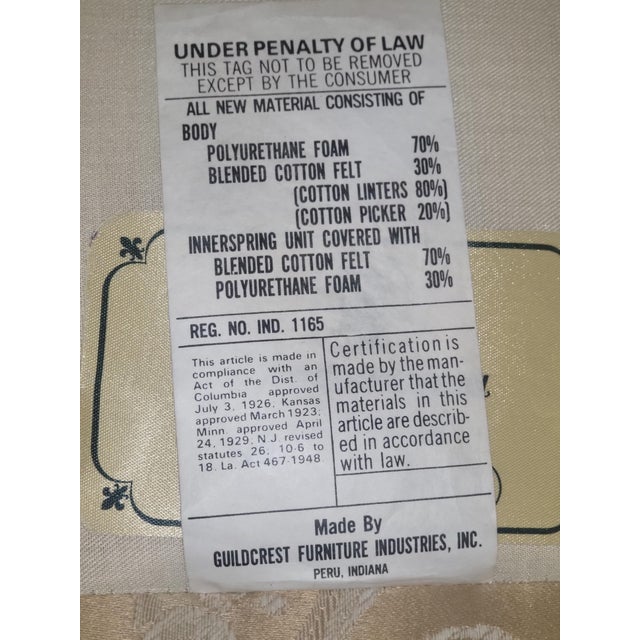 UNDER PENALTY OF LAW
THIS TAG NOT TO BE REMOVED
EXCEPT BY THE CONSUMER
ALL NEW MATERIAL CONSISTING OF
BODY
POLYURETHANE FOAM 70%
BLENDED COTTON FELT 30%
(COTTON LINTERS 80%)
(COTTON PICKER 20%)
INNERSPRING UNIT COVERED WITH
BLENDED COTTON FELT 70%
POLYURETHANE FOAM 30%
REG. NO. IND. 1165
This article is made in
compliance with an
Act of the Dist. of
Columbia approved
July 3, 1926, Kansas
approved March 1923;
Minn. approved April
24, 1929, N.J. revised
statutes 26, 10-6 to
18. La. Act 467-1948.
Certification is
made by the man-
ufacturer that the
materials in this
article are describ-
ed in accordance
with law.
Made By
GUILDCREST FURNITURE INDUSTRIES, INC.
PERU, INDIANA